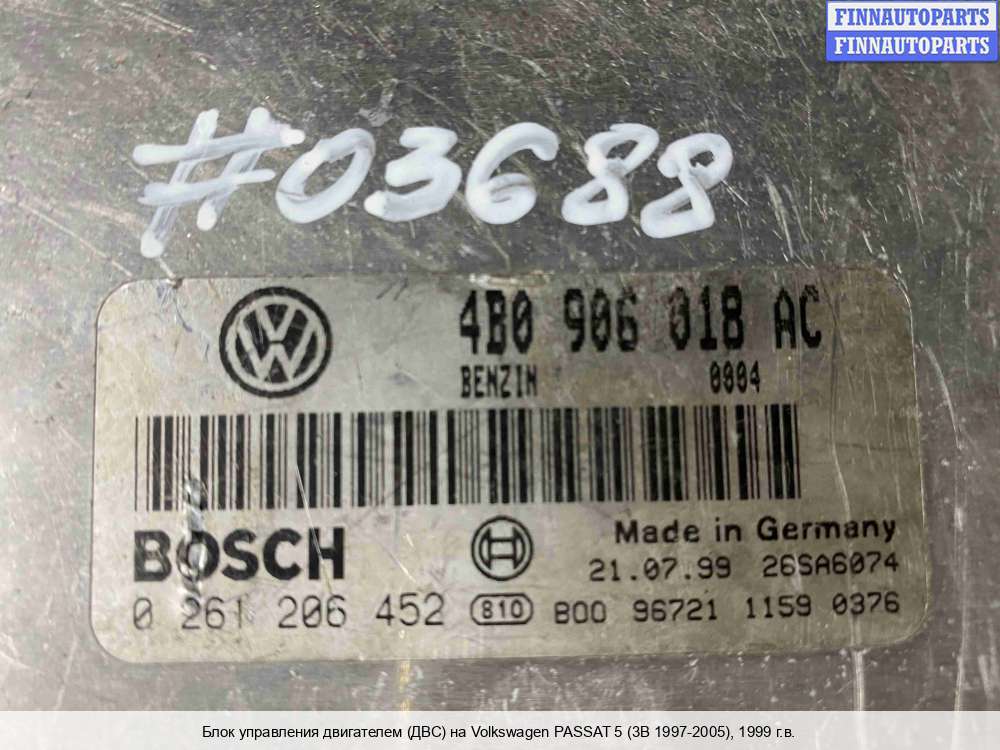 FINNAUTOPARTS
FINNAUTOPARTS
#03688
4B0 906 018 AC
BENZIN 0004
BOSCH
Made in Germany
21.07.99 26SA6074
0 261 206 452 810 B00 96721 1159 0376
Блок управления двигателем (ДВС) на Volkswagen PASSAT 5 (3B 1997-2005), 1999 г.в.